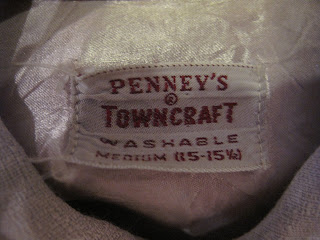 PENNEY'S
®
TOWNCRAFT
WASHABLE
MEDIUM (15-15½)